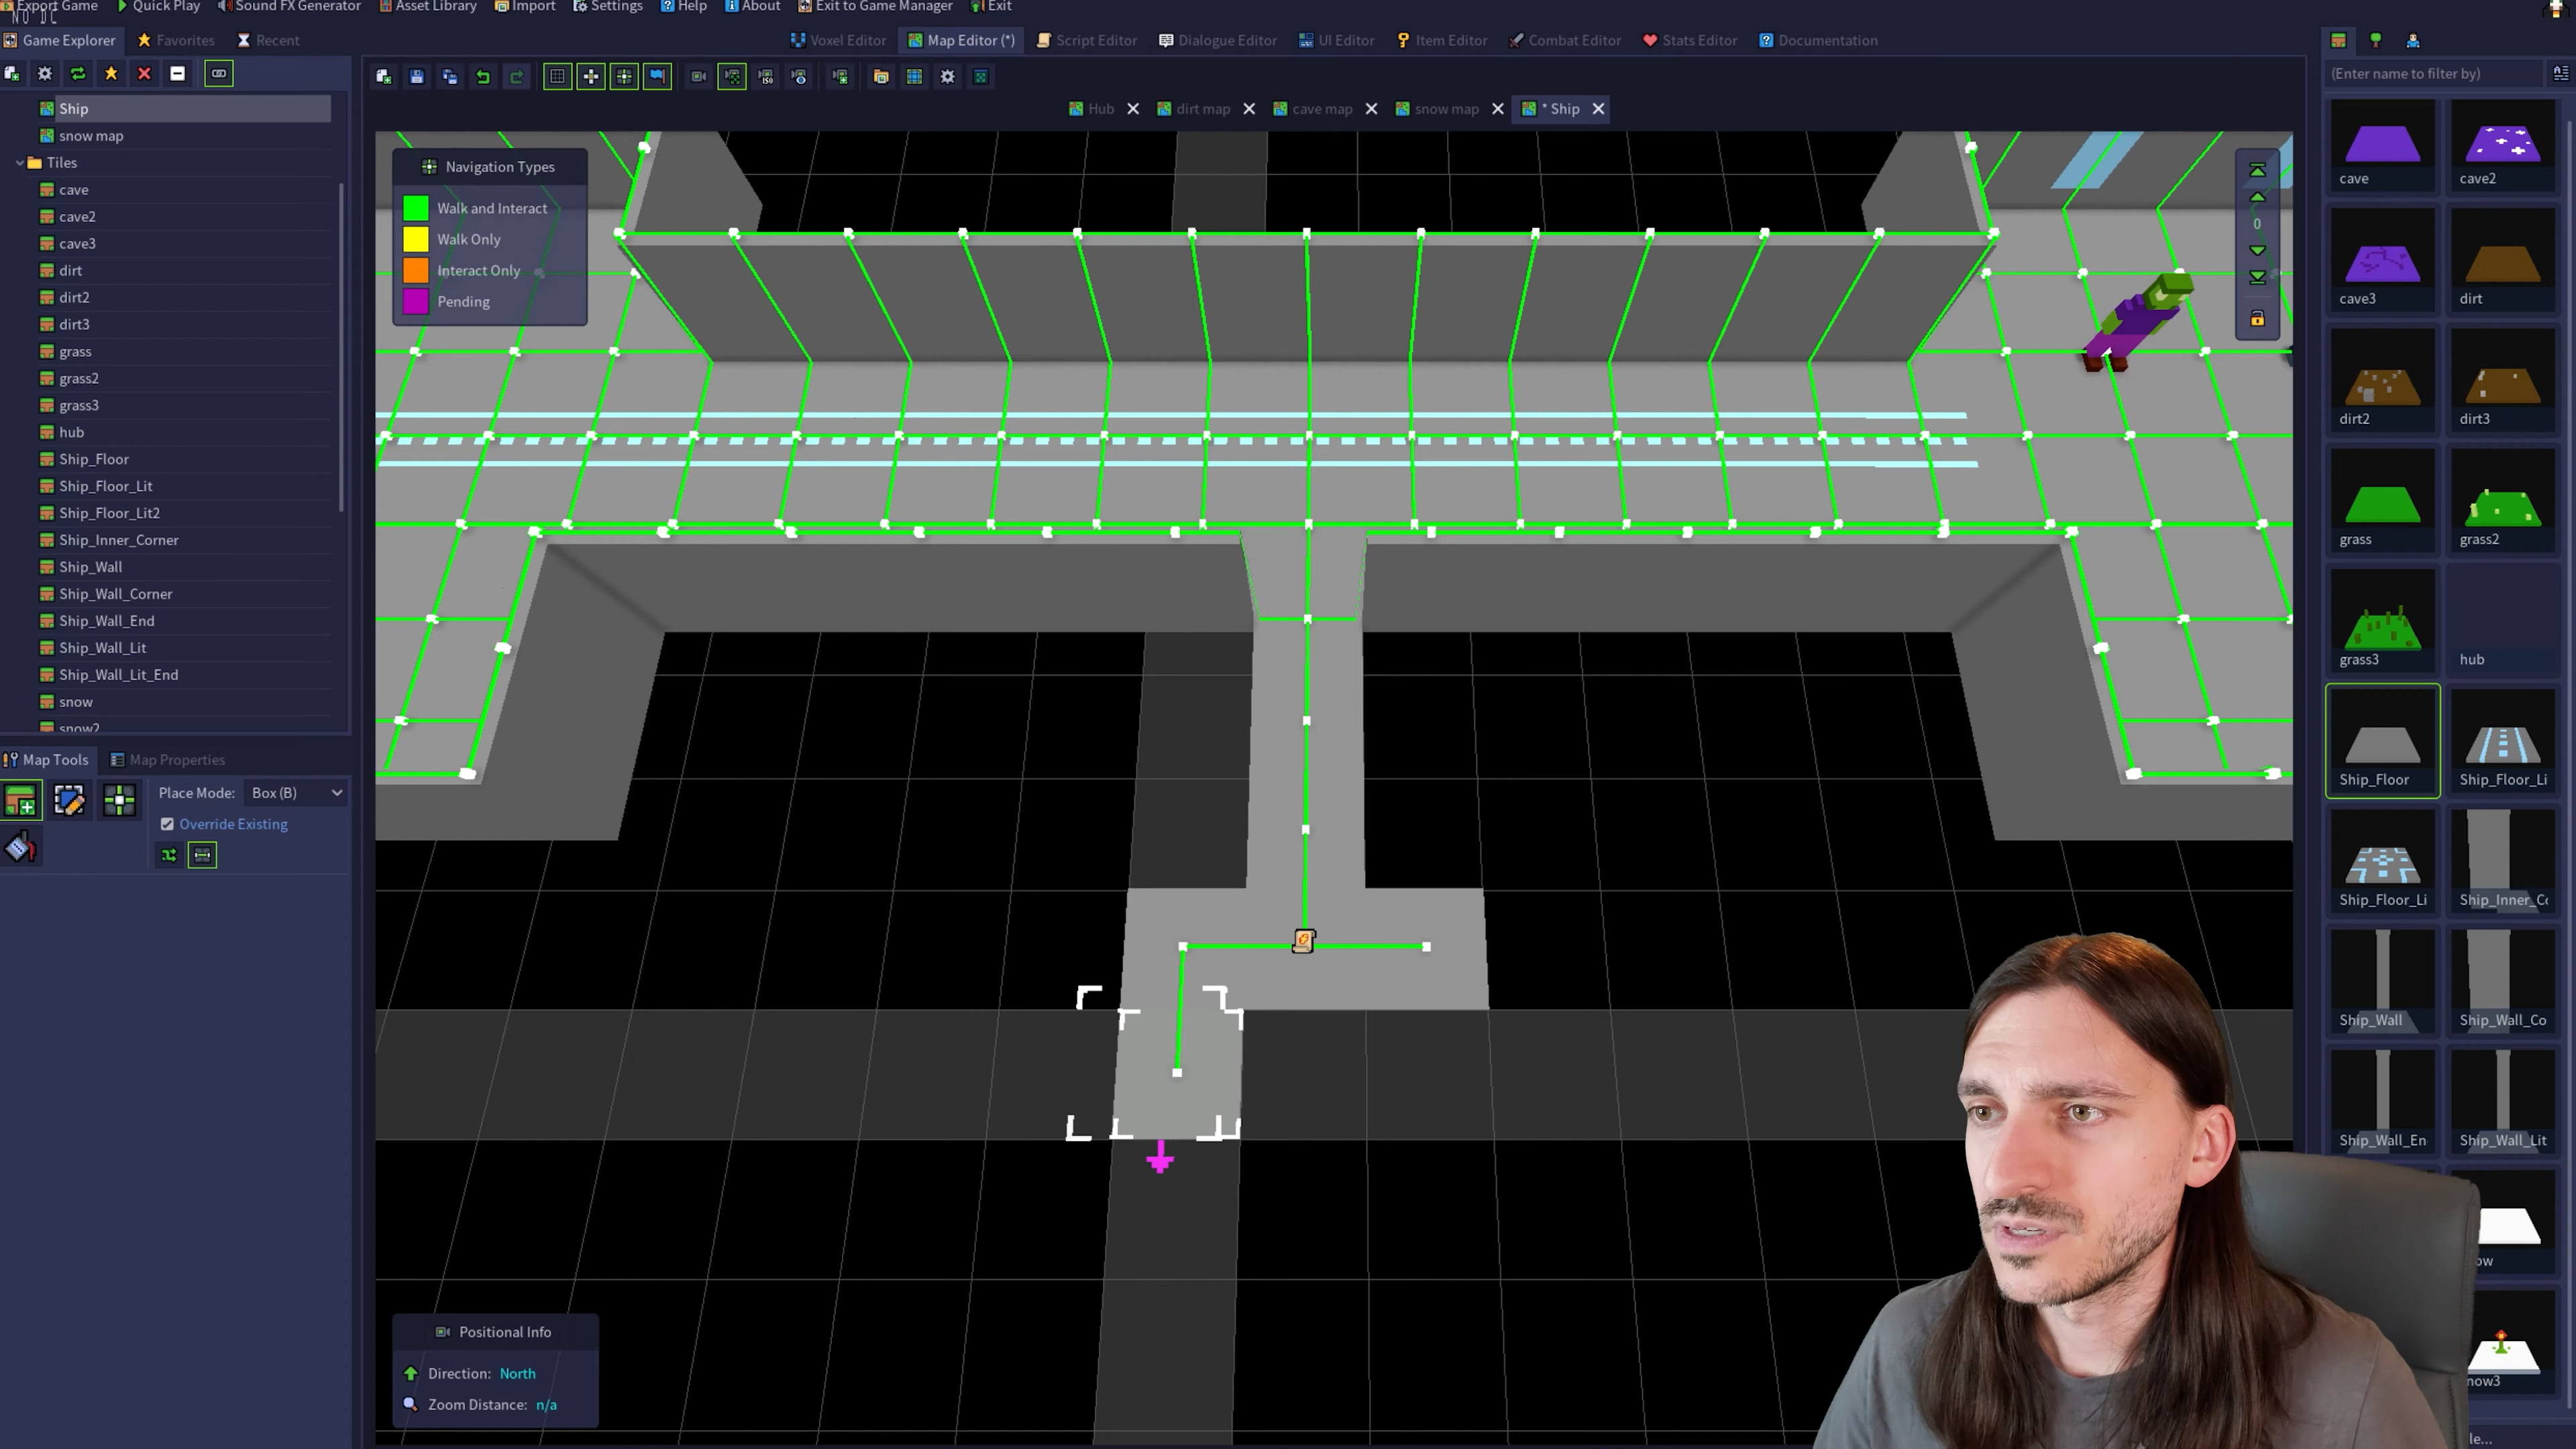 Export Game Quick Play Sound FX Generator Asset Library Import Settings Help About Exit to Game Manager Exit
Game Explorer Favorites Recent
Voxel Editor Map Editor (*) Script Editor Dialogue Editor UI Editor Item Editor Combat Editor Stats Editor Documentation
(Enter name to filter by)
Hub dirt map cave map snow map * Ship
Ship
snow map
Tiles
cave
cave2
cave3
dirt
dirt2
dirt3
grass
grass2
grass3
hub
Ship_Floor
Ship_Floor_Lit
Ship_Floor_Lit2
Ship_Inner_Corner
Ship_Wall
Ship_Wall_Corner
Ship_Wall_End
Ship_Wall_Lit
Ship_Wall_Lit_End
snow
snow2
Map Tools Map Properties
Place Mode: Box (B)
Override Existing
Navigation Types
Walk and Interact
Walk Only
Interact Only
Pending
0
Positional Info
Direction: North
Zoom Distance: n/a
cave cave2
cave3 dirt
dirt2 dirt3
grass grass2
grass3 hub
Ship_Floor Ship_Floor_Li
Ship_Floor_Li Ship_Inner_Co
Ship_Wall Ship_Wall_Co
Ship_Wall_En Ship_Wall_Lit
ow
now3
le...